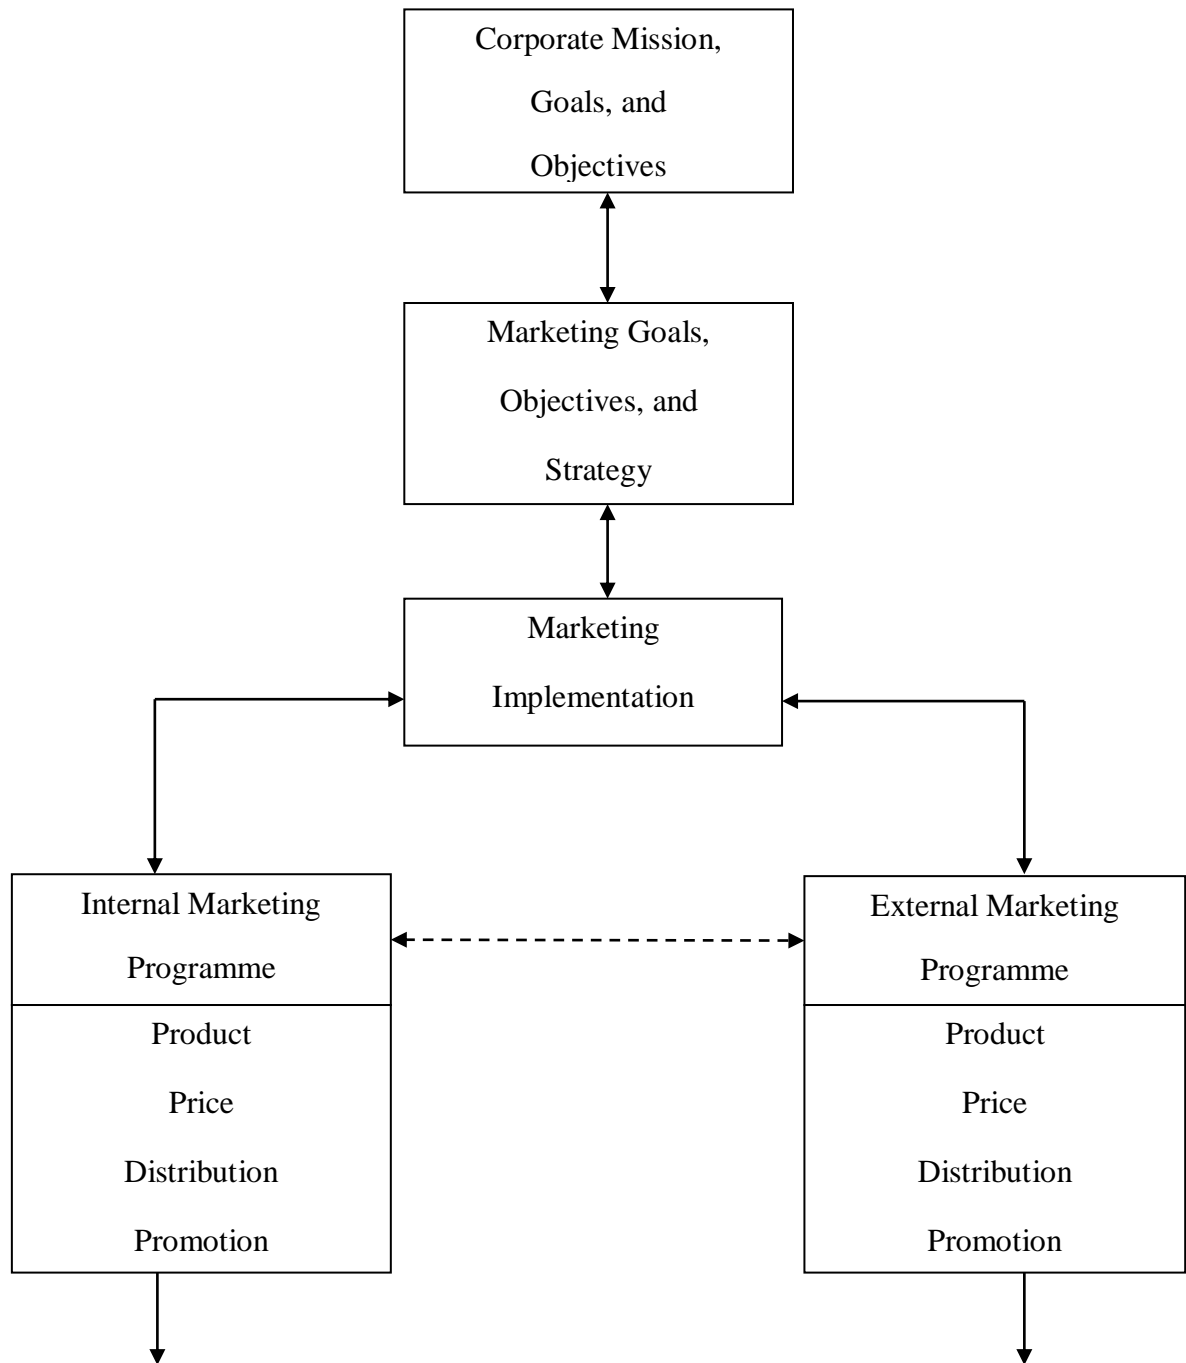 Corporate Mission,
Goals, and
Objectives
Marketing Goals,
Objectives, and
Strategy
Marketing
Implementation
Internal Marketing
Programme
Product
Price
Distribution
Promotion
External Marketing
Programme
Product
Price
Distribution
Promotion